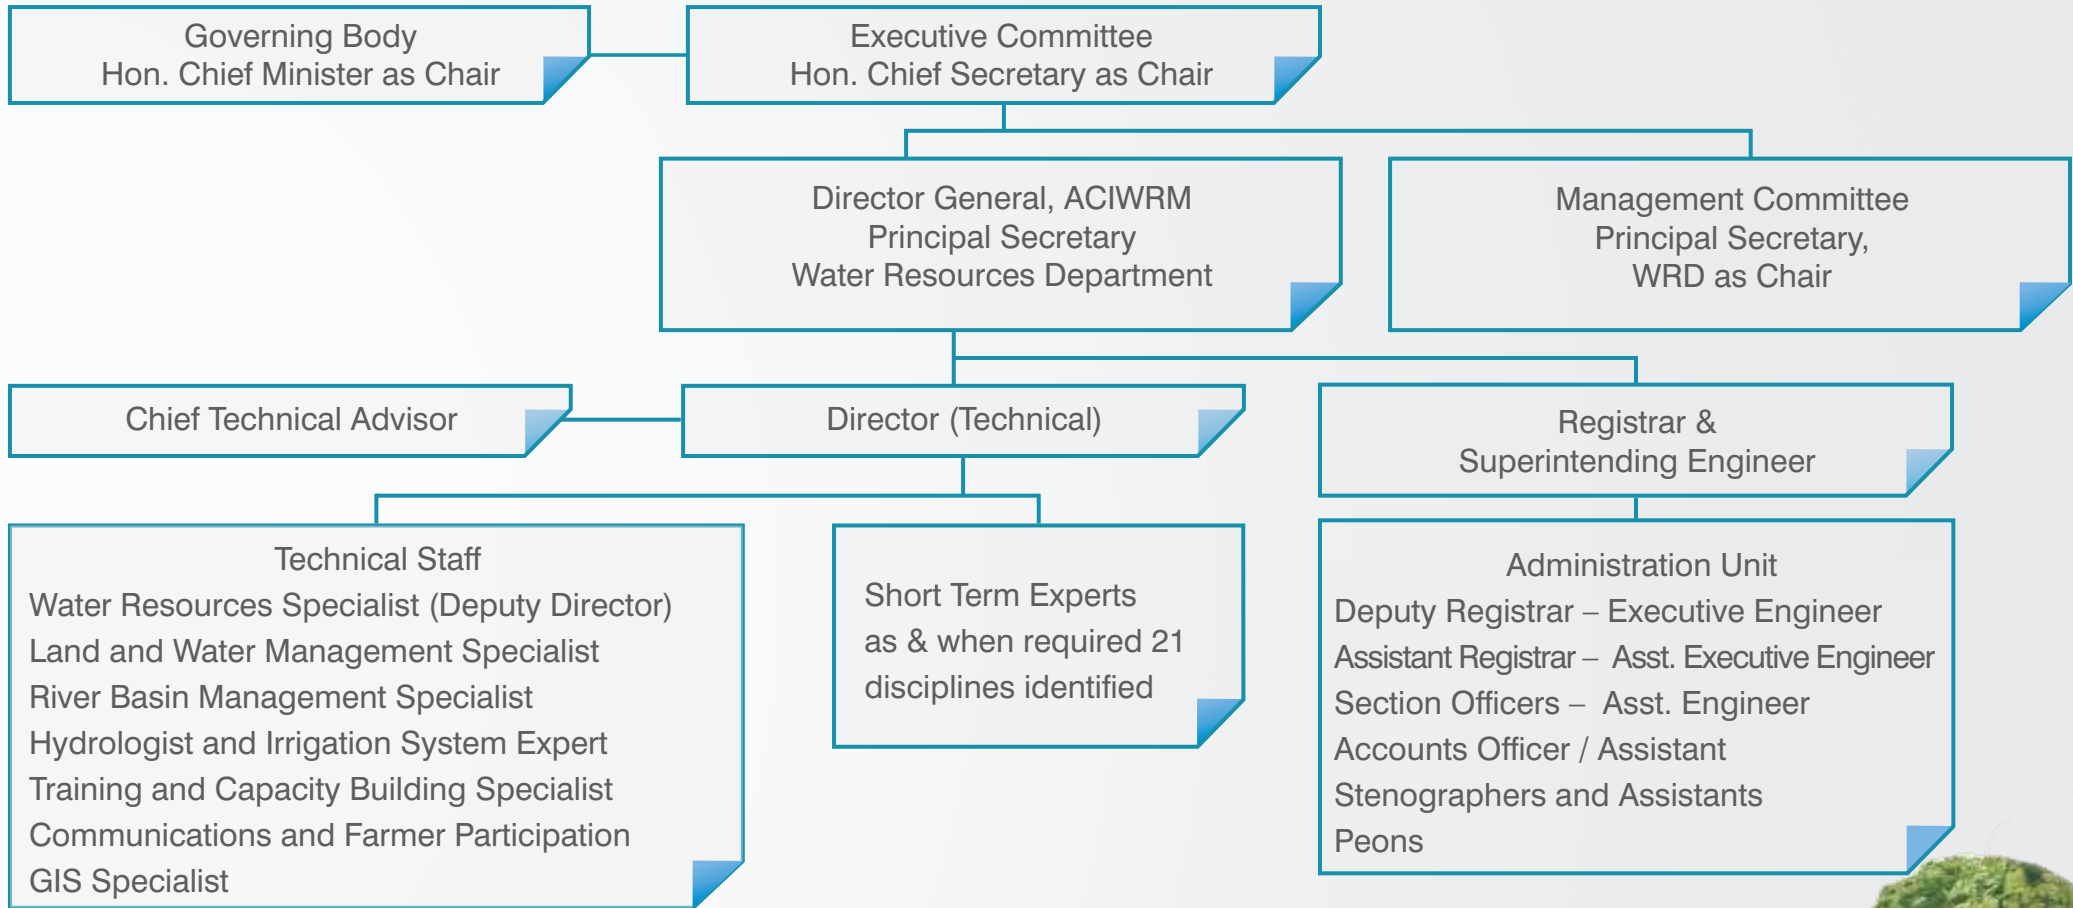 Governing Body
Hon. Chief Minister as Chair
Executive Committee
Hon. Chief Secretary as Chair
Director General, ACIWRM
Principal Secretary
Water Resources Department
Management Committee
Principal Secretary,
WRD as Chair
Chief Technical Advisor
Director (Technical)
Registrar &
Superintending Engineer
Technical Staff
Water Resources Specialist (Deputy Director)
Land and Water Management Specialist
River Basin Management Specialist
Hydrologist and Irrigation System Expert
Training and Capacity Building Specialist
Communications and Farmer Participation
GIS Specialist
Short Term Experts
as & when required 21
disciplines identified
Administration Unit
Deputy Registrar – Executive Engineer
Assistant Registrar – Asst. Executive Engineer
Section Officers – Asst. Engineer
Accounts Officer / Assistant
Stenographers and Assistants
Peons